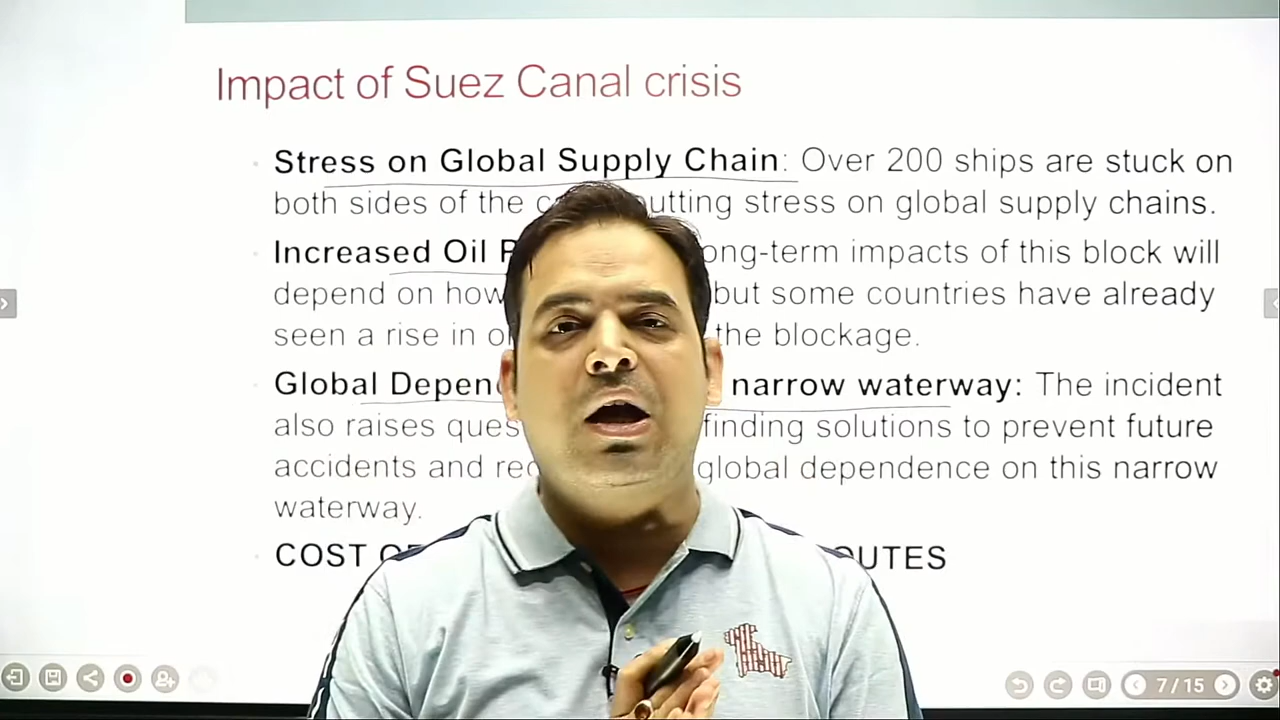 Impact of Suez Canal crisis
Stress on Global Supply Chain: Over 200 ships are stuck on
both sides of the utting stress on global supply chains.
Increased Oil ong-term impacts of this block will
depend on how but some countries have already
seen a rise in the blockage.
Global Depen narrow waterway: The incident
also raises ques finding solutions to prevent future
accidents and global dependence on this narrow
waterway.
COST OUTES
7/15